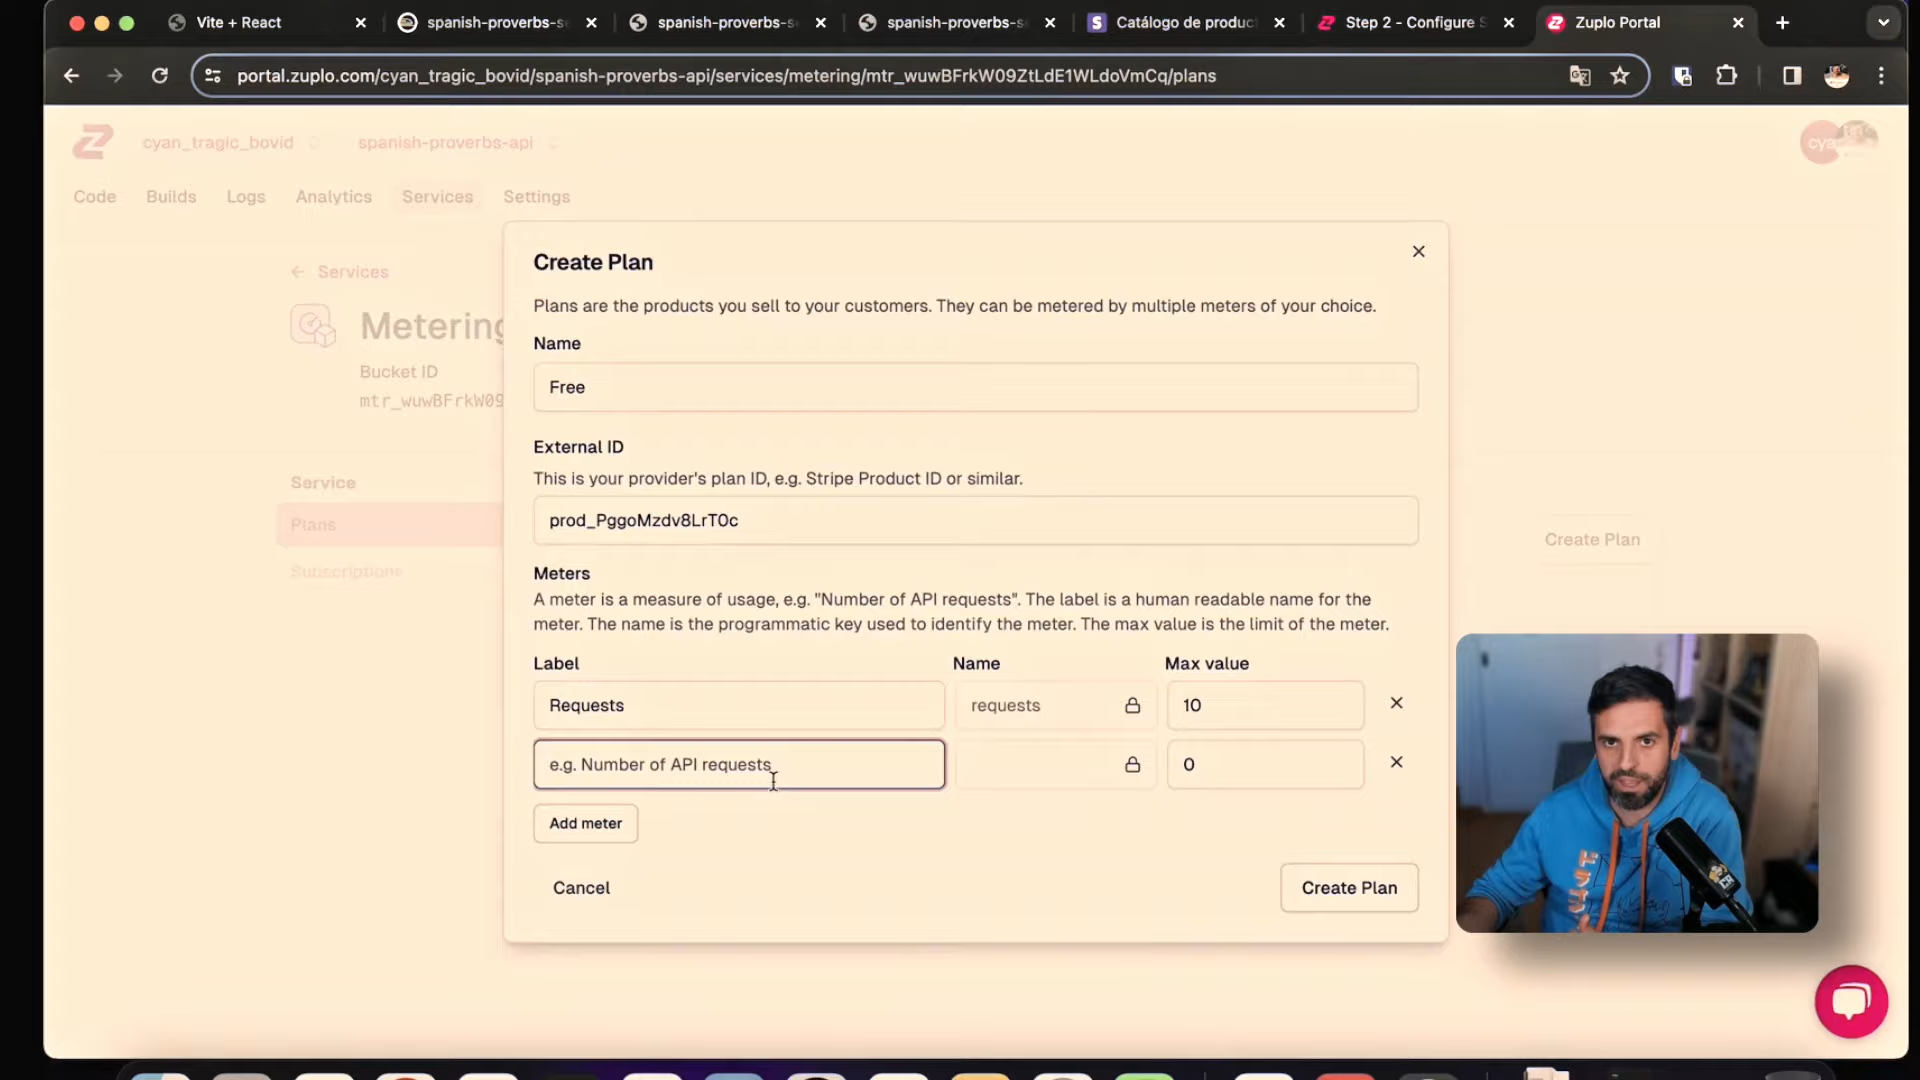 Vite + React
spanish-proverbs-s
spanish-proverbs-s
spanish-proverbs-s
Catálogo de product
Step 2 - Configure S
Zuplo Portal
portal.zuplo.com/cyan_tragic_bovid/spanish-proverbs-api/services/metering/mtr_wuwBFrkW09ZtLdE1WLdoVmCq/plans
cyan_tragic_bovid
spanish-proverbs-api
cya
Code
Builds
Logs
Analytics
Services
Settings
Create Plan
Plans are the products you sell to your customers. They can be metered by multiple meters of your choice.
Services
Metering
Bucket ID
mtr_wuwBFrkW09
Name
Free
External ID
This is your provider's plan ID, e.g. Stripe Product ID or similar.
prod_PggoMzdv8LrT0c
Service
Plans
Subscriptions
Create Plan
Meters
A meter is a measure of usage, e.g. "Number of API requests". The label is a human readable name for the
meter. The name is the programmatic key used to identify the meter. The max value is the limit of the meter.
Label
Name
Max value
Requests
requests
10
e.g. Number of API requests
0
Add meter
Cancel
Create Plan